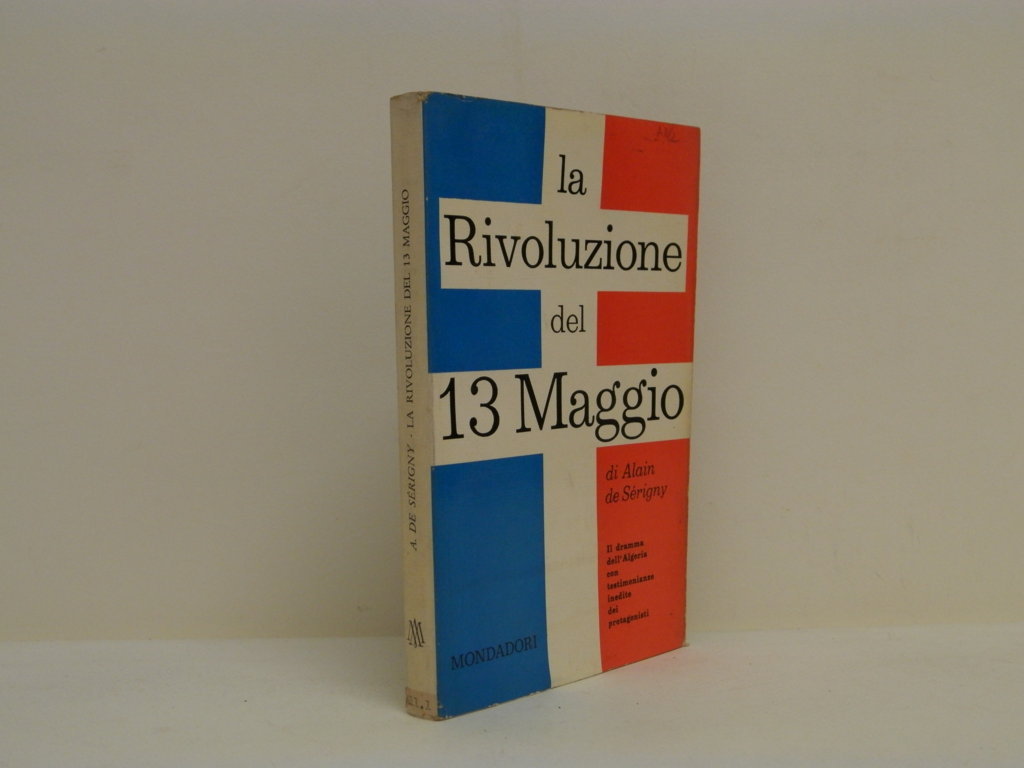 la
Rivoluzione
del
13 Maggio
di Alain
de Sérigny
Il dramma
dell'Algeria
con
testimonianze
inedite
dei
protagonisti
MONDADORI
A. DE SÉRIGNY - LA RIVOLUZIONE DEL 13 MAGGIO